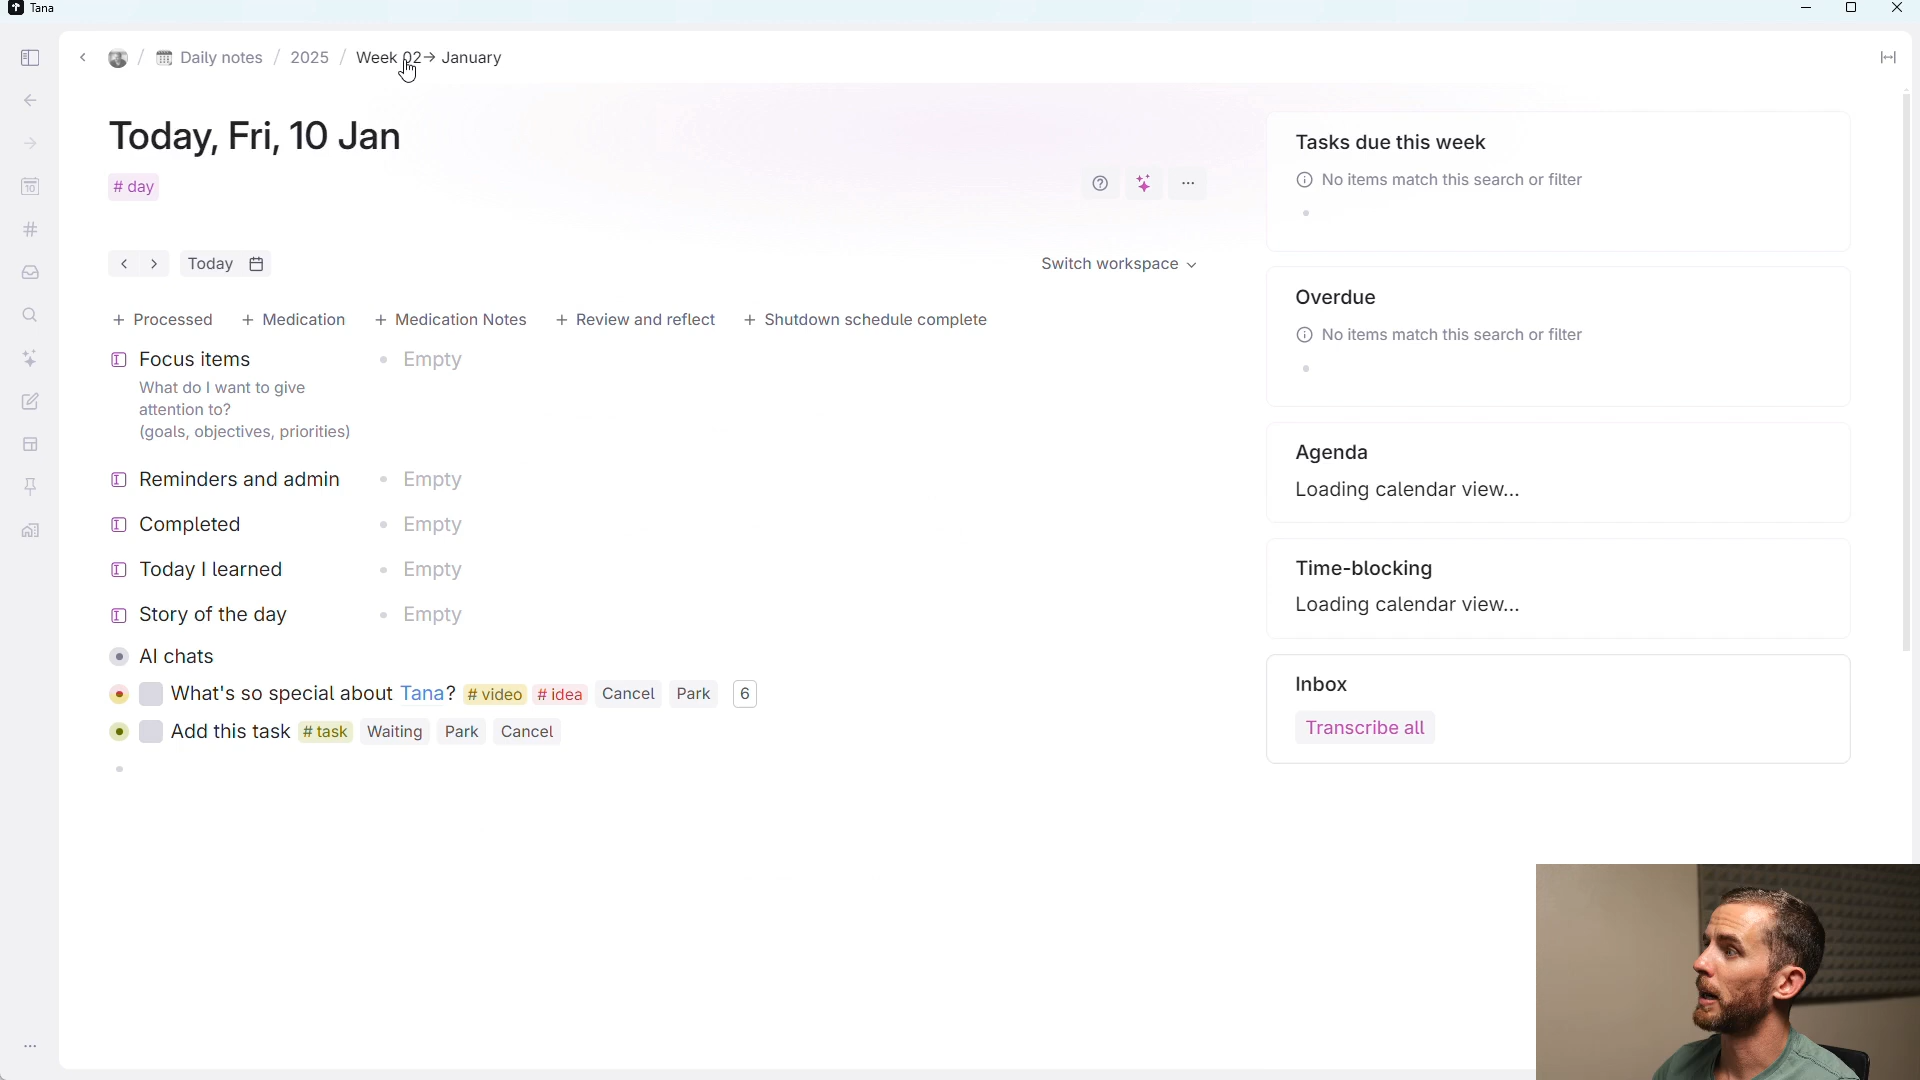 Tana
Daily notes / 2025 / Week 02 → January
Today, Fri, 10 Jan
# day
Today
Switch workspace
+ Processed + Medication + Medication Notes + Review and reflect + Shutdown schedule complete
Focus items Empty
What do I want to give
attention to?
(goals, objectives, priorities)
Reminders and admin Empty
Completed Empty
Today I learned Empty
Story of the day Empty
AI chats
What's so special about Tana? # video # idea Cancel Park 6
Add this task # task Waiting Park Cancel
Tasks due this week
No items match this search or filter
Overdue
No items match this search or filter
Agenda
Loading calendar view...
Time-blocking
Loading calendar view...
Inbox
Transcribe all
10